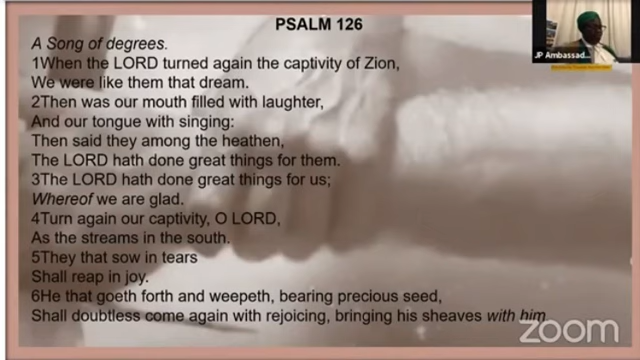 PSALM 126
A Song of degrees.
1When the LORD turned again the captivity of Zion,
We were like them that dream.
2Then was our mouth filled with laughter,
And our tongue with singing:
Then said they among the heathen,
The LORD hath done great things for them.
3The LORD hath done great things for us;
Whereof we are glad.
4Turn again our captivity, O LORD,
As the streams in the south.
5They that sow in tears
Shall reap in joy.
6He that goeth forth and weepeth, bearing precious seed,
Shall doubtless come again with rejoicing, bringing his sheaves with him
JP Ambassad...
zoom